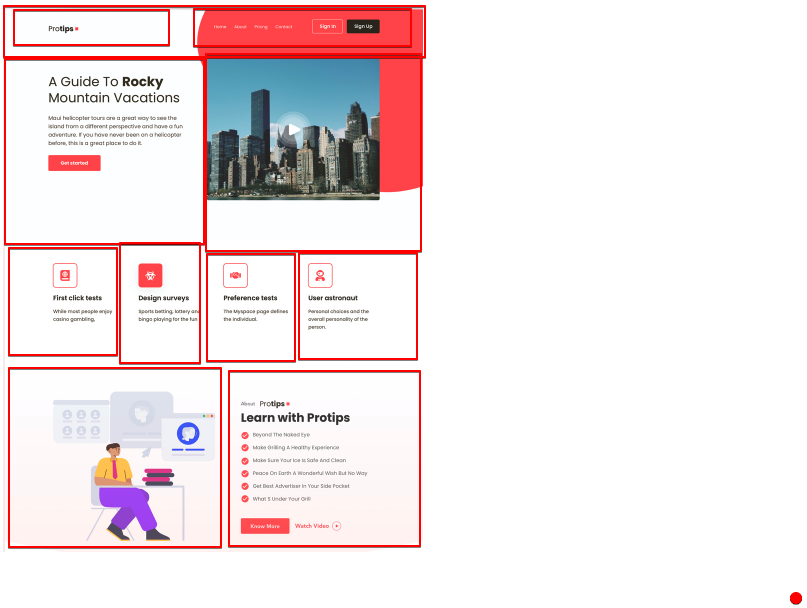 Protips
Home About Pricing Contact Sign In Sign Up
A Guide To Rocky
Mountain Vacations
Maui helicopter tours are a great way to see the
island from a different perspective and have a fun
adventure. If you have never been on a helicopter
before, this is a great place to do it.
Get started
First click tests
While most people enjoy
casino gambling,
Design surveys
Sports betting, lottery and
bingo playing for the fun
Preference tests
The Myspace page defines
the individual.
User astronaut
Personal choices and the
overall personality of the
person.
About Protips
Learn with Protips
Beyond The Naked Eye
Make Grilling A Healthy Experience
Make Sure Your Ice Is Safe And Clean
Peace On Earth A Wonderful Wish But No Way
Get Best Advertiser In Your Side Pocket
What S Under Your Grill
Know More
Watch Video